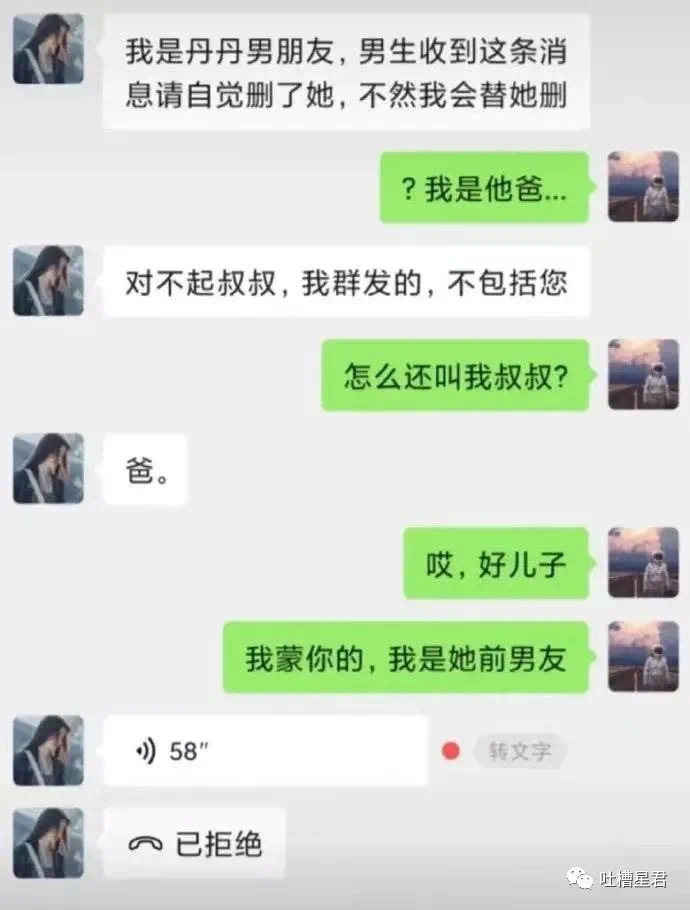 我是丹丹男朋友，男生收到这条消
息请自觉删了她，不然我会替她删
？我是他爸...
对不起叔叔，我群发的，不包括您
怎么还叫我叔叔？
爸。
哎，好儿子
我蒙你的，我是她前男友
58" 转文字
已拒绝
吐槽星君